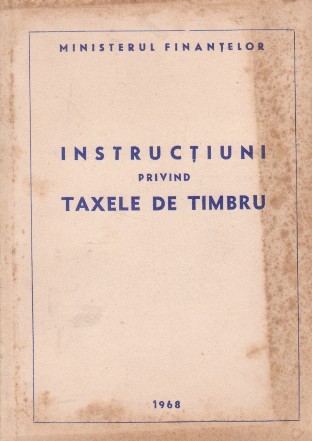 MINISTERUL FINANȚELOR
INSTRUCȚIUNI
PRIVIND
TAXELE DE TIMBRU
1968